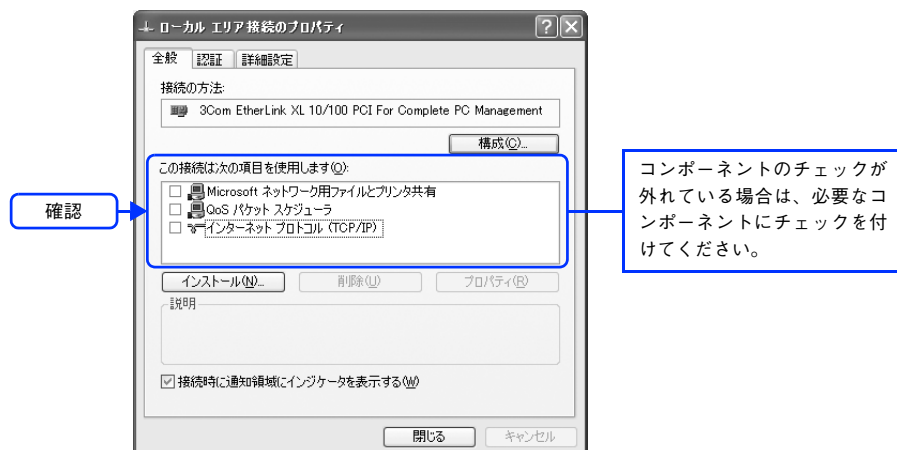 ローカル エリア接続のプロパティ
全般 認証 詳細設定
接続の方法:
3Com EtherLink XL 10/100 PCI For Complete PC Management
構成(C)...
この接続は次の項目を使用します(O):
Microsoft ネットワーク用ファイルとプリンタ共有
QoS パケット スケジューラ
インターネット プロトコル (TCP/IP)
確認
コンポーネントのチェックが
外れている場合は、必要なコ
ンポーネントにチェックを付
けてください。
インストール(N)... 削除(U) プロパティ(R)
説明
接続時に通知領域にインジケータを表示する(W)
閉じる キャンセル